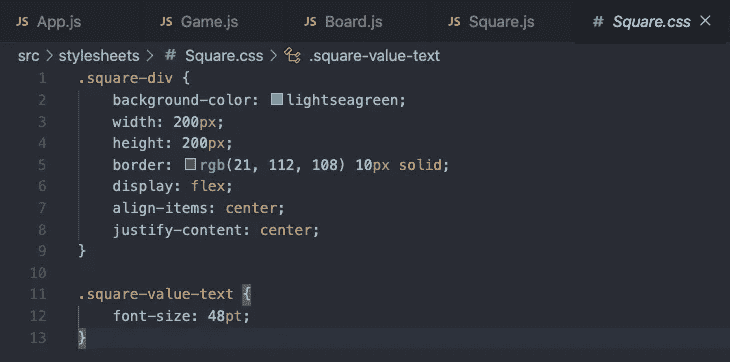 JS App.js JS Game.js JS Board.js JS Square.js # Square.css ×
src > stylesheets > # Square.css > .square-value-text
1 .square-div {
2 background-color: lightseagreen;
3 width: 200px;
4 height: 200px;
5 border: rgb(21, 112, 108) 10px solid;
6 display: flex;
7 align-items: center;
8 justify-content: center;
9 }
10
11 .square-value-text {
12 font-size: 48pt;
13 }